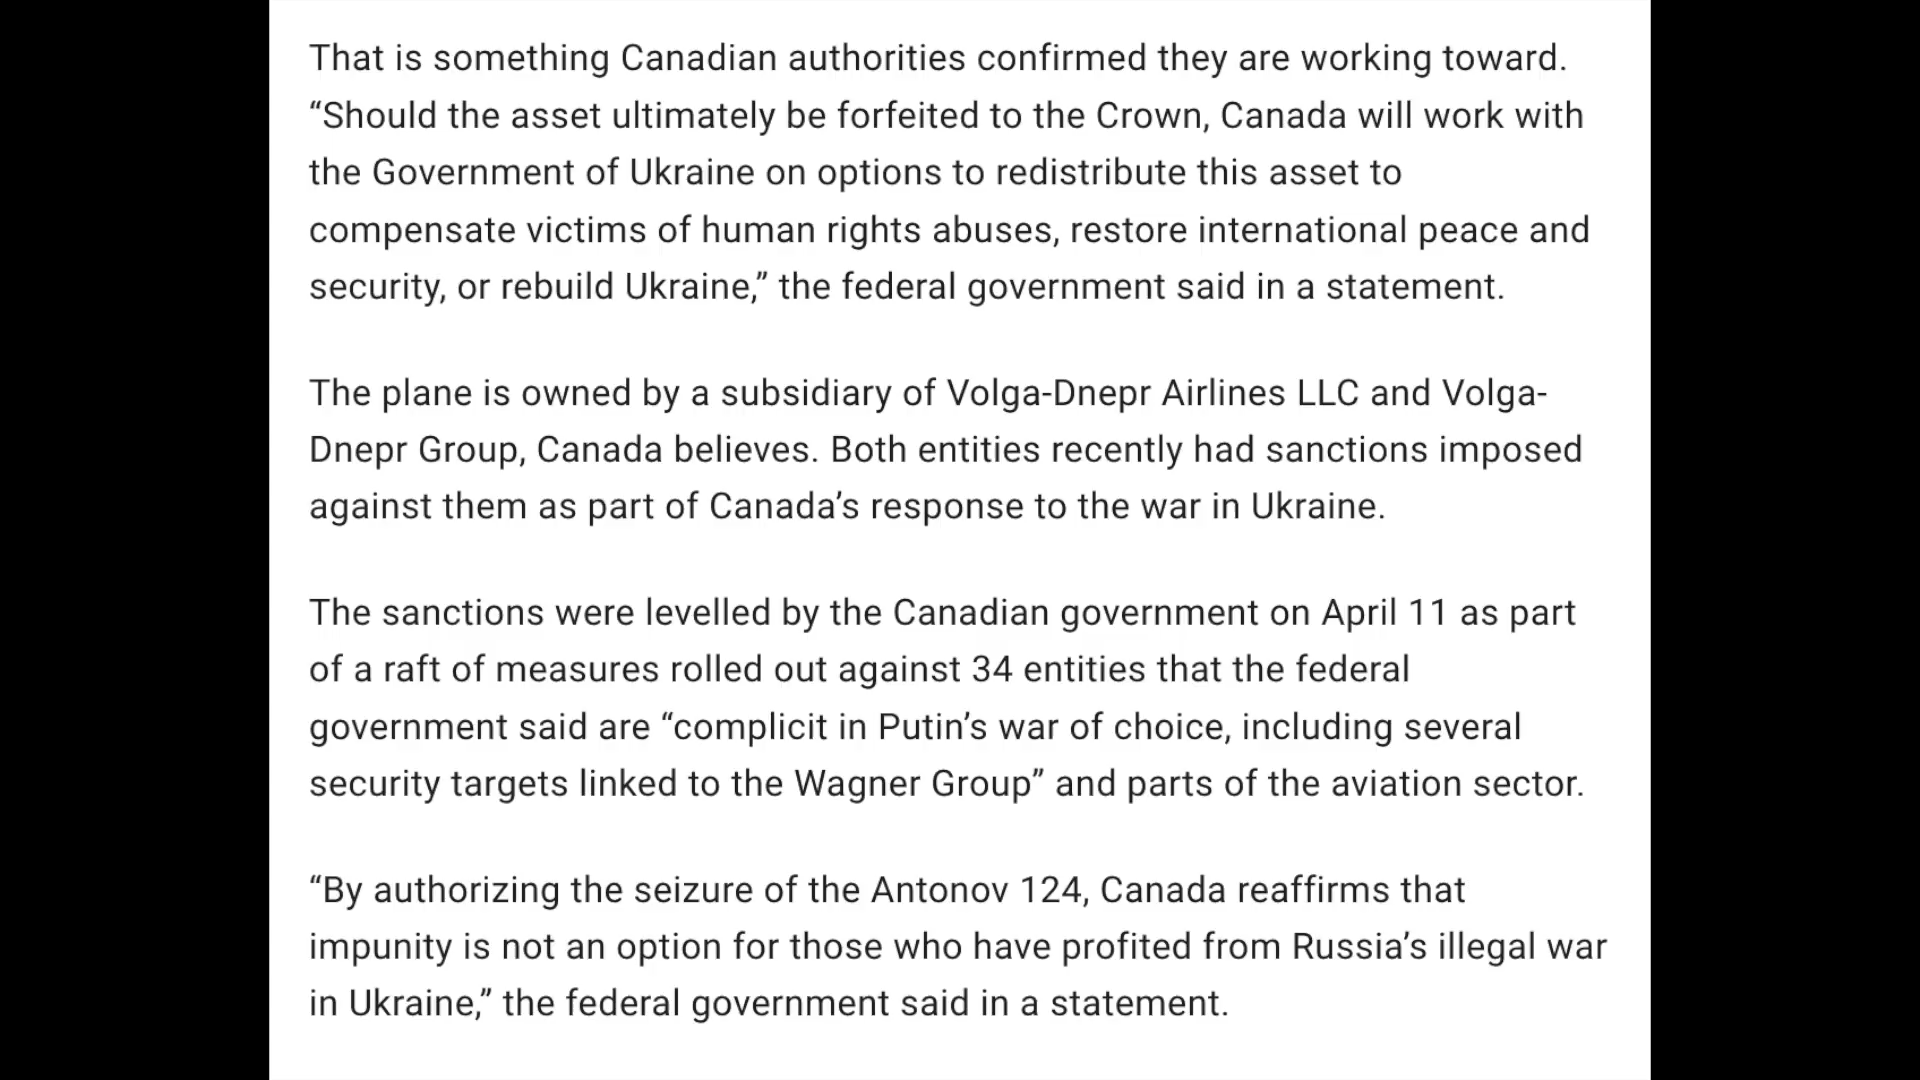 That is something Canadian authorities confirmed they are working toward.
“Should the asset ultimately be forfeited to the Crown, Canada will work with
the Government of Ukraine on options to redistribute this asset to
compensate victims of human rights abuses, restore international peace and
security, or rebuild Ukraine,” the federal government said in a statement.
The plane is owned by a subsidiary of Volga-Dnepr Airlines LLC and Volga-
Dnepr Group, Canada believes. Both entities recently had sanctions imposed
against them as part of Canada’s response to the war in Ukraine.
The sanctions were levelled by the Canadian government on April 11 as part
of a raft of measures rolled out against 34 entities that the federal
government said are “complicit in Putin’s war of choice, including several
security targets linked to the Wagner Group” and parts of the aviation sector.
“By authorizing the seizure of the Antonov 124, Canada reaffirms that
impunity is not an option for those who have profited from Russia’s illegal war
in Ukraine,” the federal government said in a statement.